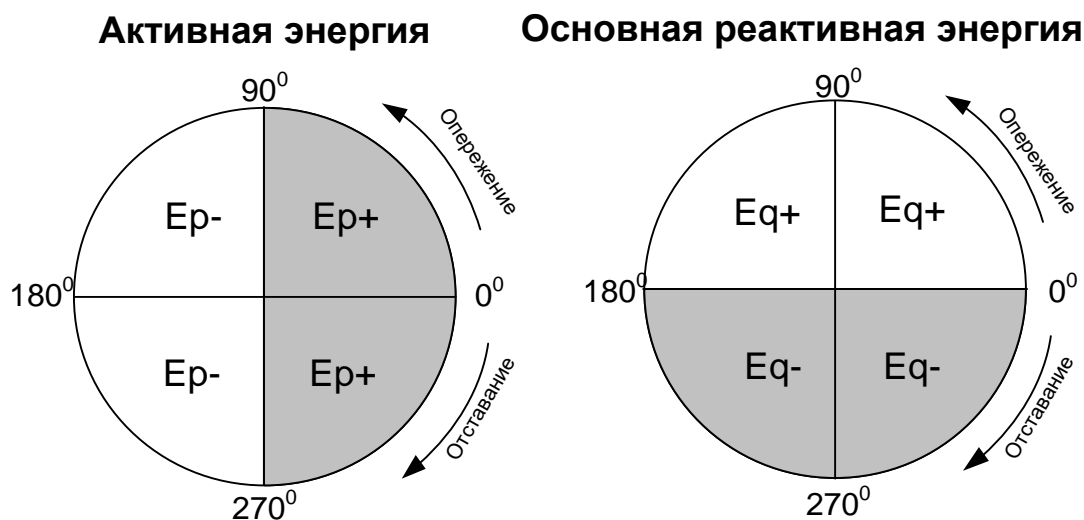 Активная энергия
90⁰
Опережение
Ep-
Ep+
180⁰
0⁰
Ep-
Ep+
Отставание
270⁰
Основная реактивная энергия
90⁰
Опережение
Eq+
Eq+
180⁰
0⁰
Eq-
Eq-
Отставание
270⁰